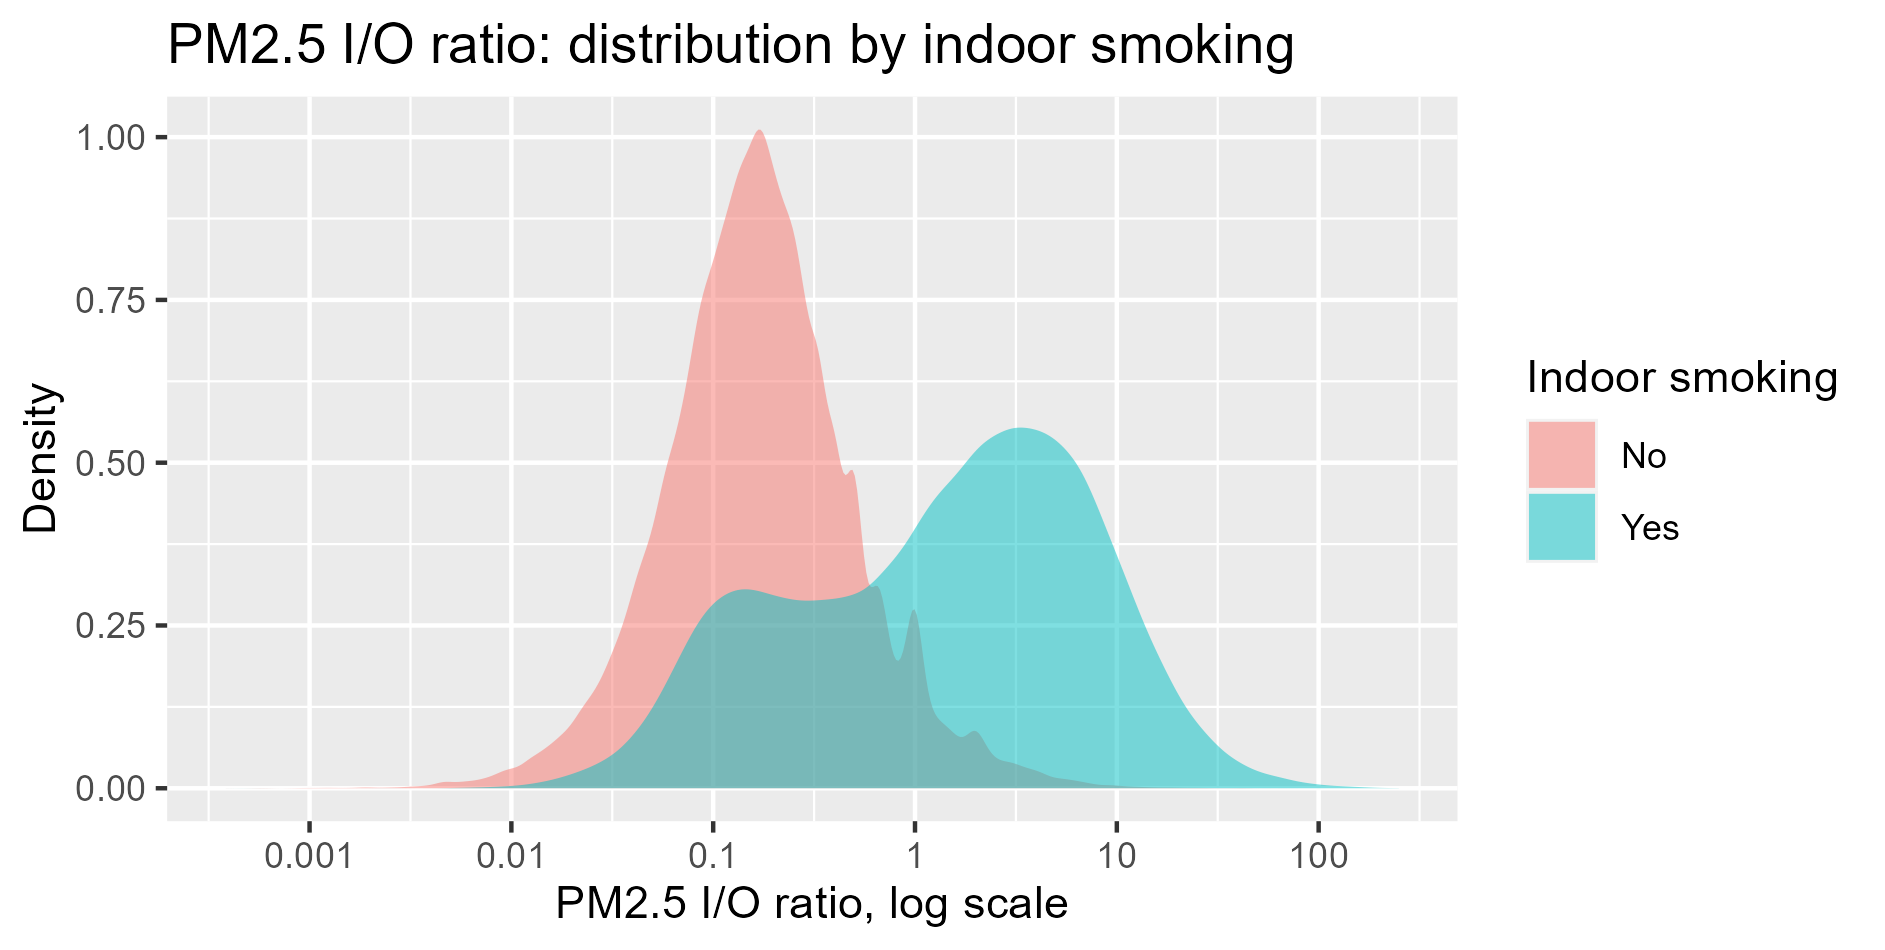 PM2.5 I/O ratio: distribution by indoor smoking
1.00
0.75
0.50
0.25
0.00
Density
0.001
0.01
0.1
1
10
100
PM2.5 I/O ratio, log scale
Indoor smoking
No
Yes